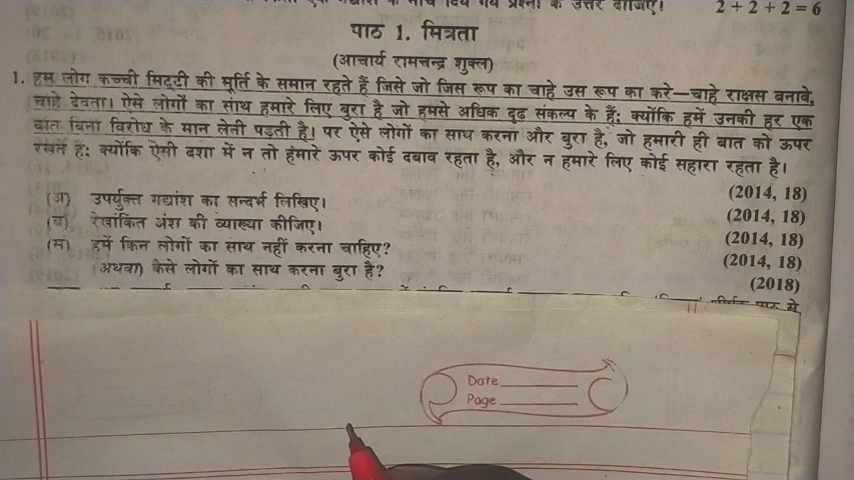 के उत्तर दीजिए। 2 + 2 + 2 = 6
पाठ 1. मित्रता
(आचार्य रामचन्द्र शुक्ल)
1. हम लोग कच्ची मिट्टी की मूर्ति के समान रहते हैं जिसे जो जिस रूप का चाहे उस रूप का करे—चाहे राक्षस बनावे,
चाहे देवता। ऐसे लोगों का साथ हमारे लिए बुरा है जो हमसे अधिक दृढ़ संकल्प के हैं; क्योंकि हमें उनकी हर एक
बात बिना विरोध के मान लेनी पड़ती है। पर ऐसे लोगों का साथ करना और बुरा है, जो हमारी ही बात को ऊपर
रखते हैं; क्योंकि ऐसी दशा में न तो हमारे ऊपर कोई दबाव रहता है, और न हमारे लिए कोई सहारा रहता है।
(अ) उपर्युक्त गद्यांश का सन्दर्भ लिखिए। (2014, 18)
(ब) रेखांकित अंश की व्याख्या कीजिए। (2014, 18)
(स) हमें किन लोगों का साथ नहीं करना चाहिए? (2014, 18)
(अथवा) कैसे लोगों का साथ करना बुरा है? (2014, 18)
(2018)
Date
Page